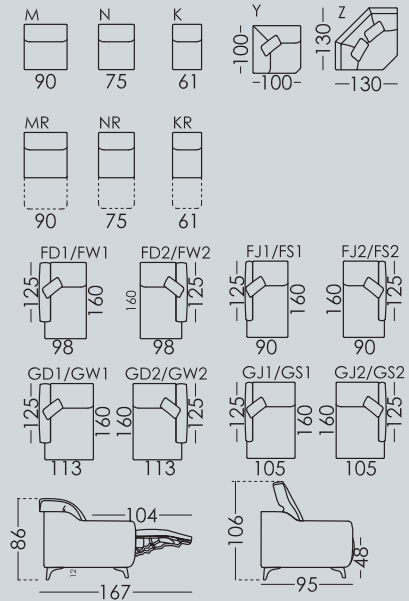 M N K Y Z
90 75 61 100 100 130 130
MR NR KR
90 75 61
FD1/FW1 FD2/FW2 FJ1/FS1 FJ2/FS2
125 160 160 125 125 160 160 125
98 98 90 90
GD1/GW1 GD2/GW2 GJ1/GS1 GJ2/GS2
125 160 160 125 125 160 160 125
113 113 105 105
86 104 12 106 48
167 95